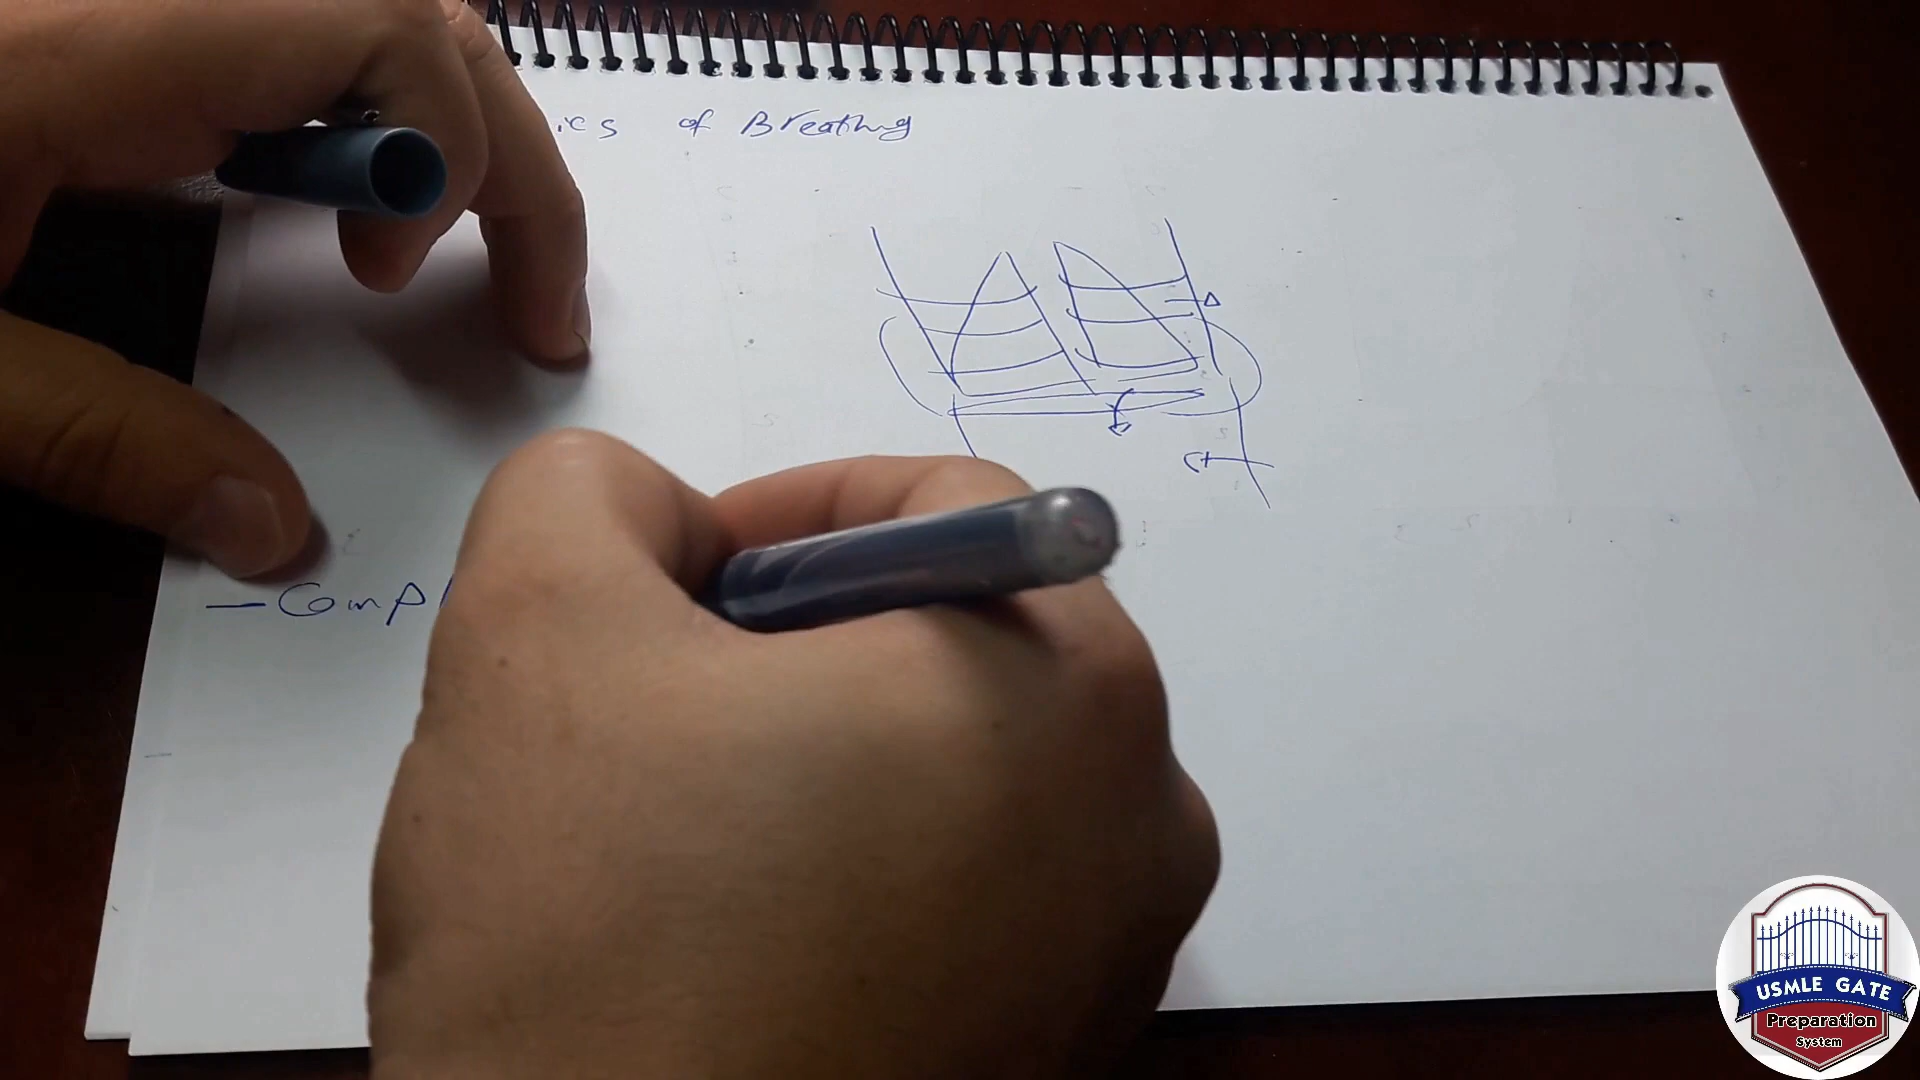 ics of Breathing
— Compl
USMLE GATE
Preparation
System